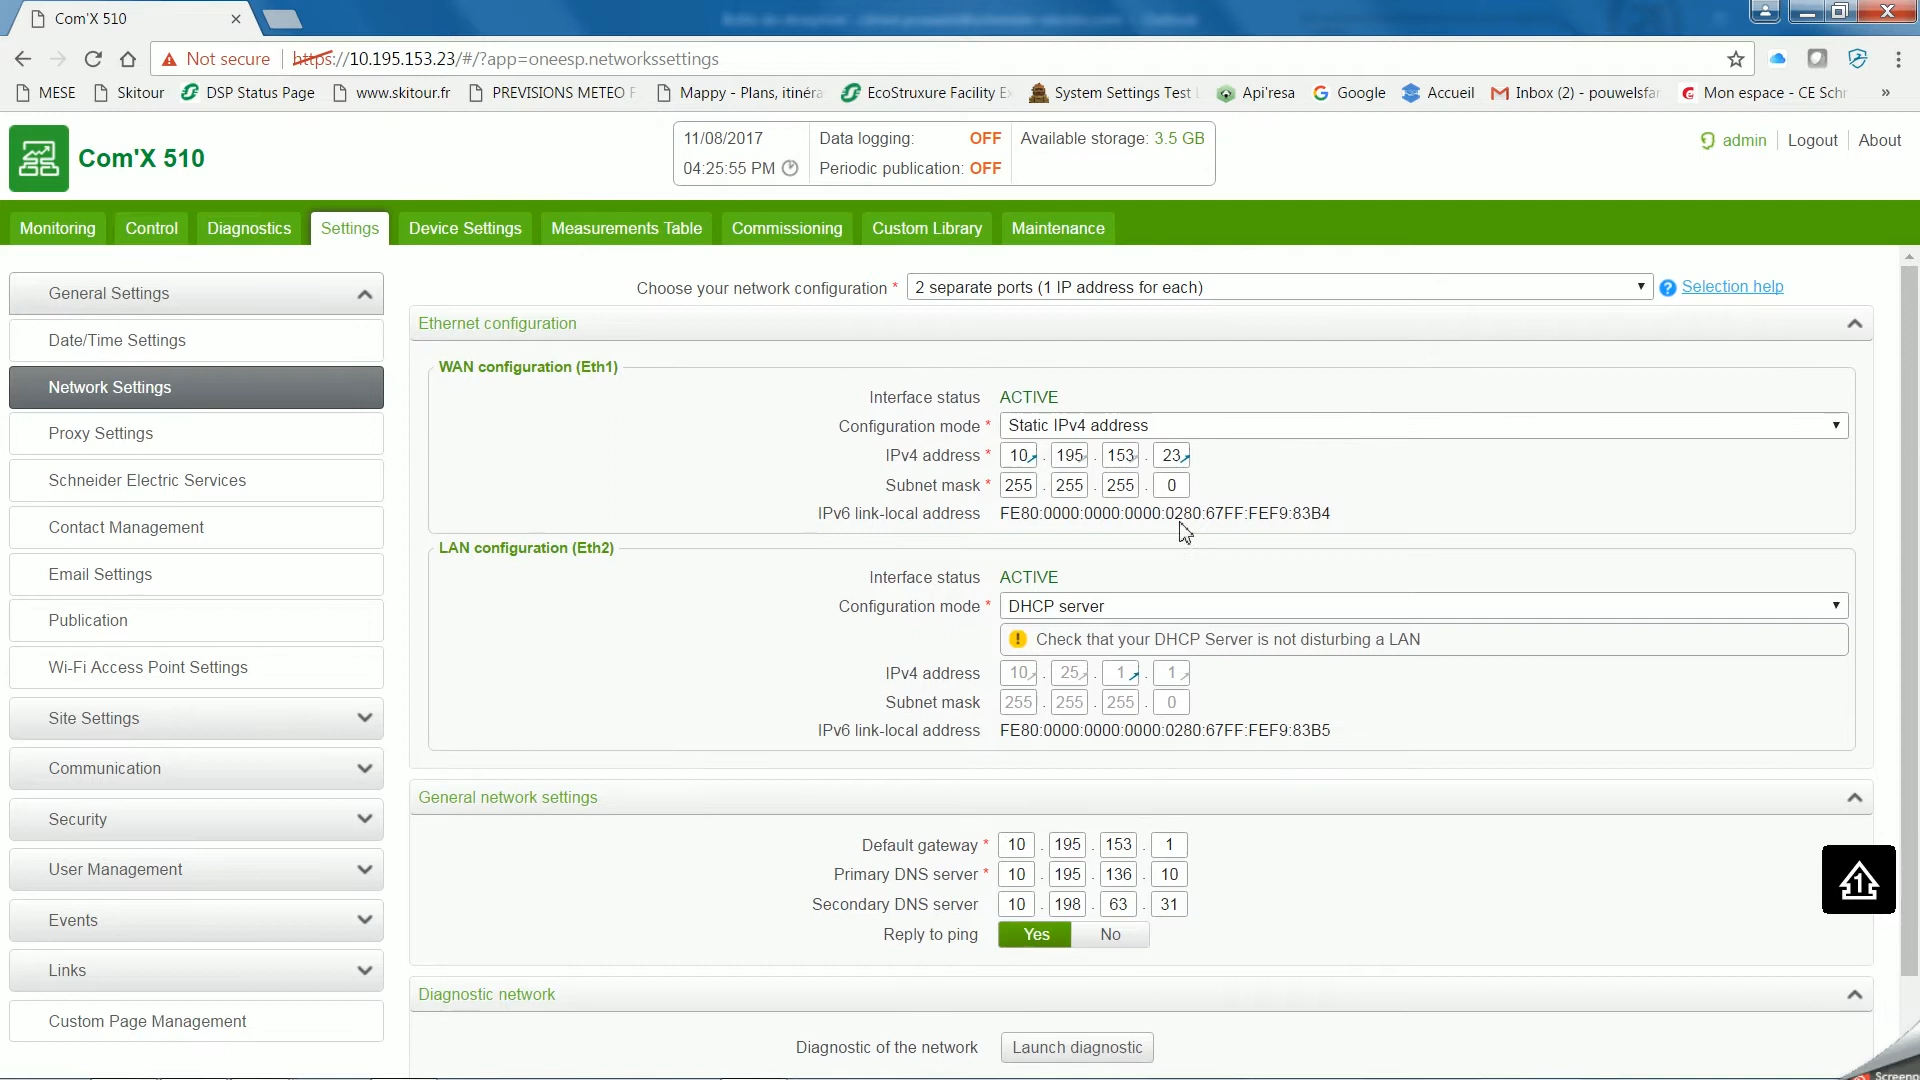 Com'X 510
Not secure https://10.195.153.23/#/?app=oneesp.networkssettings
MESE Skitour DSP Status Page www.skitour.fr PREVISIONS METEO F Mappy - Plans, itinéra EcoStruxure Facility E System Settings Test Api'resa Google Accueil Inbox (2) - pouwelsfa Mon espace - CE Schr »
Com'X 510
11/08/2017 Data logging: OFF Available storage: 3.5 GB
04:25:55 PM Periodic publication: OFF
admin Logout About
Monitoring Control Diagnostics Settings Device Settings Measurements Table Commissioning Custom Library Maintenance
General Settings
Date/Time Settings
Network Settings
Proxy Settings
Schneider Electric Services
Contact Management
Email Settings
Publication
Wi-Fi Access Point Settings
Site Settings
Communication
Security
User Management
Events
Links
Custom Page Management
Choose your network configuration * 2 separate ports (1 IP address for each) ? Selection help
Ethernet configuration
WAN configuration (Eth1)
Interface status ACTIVE
Configuration mode * Static IPv4 address
IPv4 address * 10 . 195 . 153 . 23
Subnet mask * 255 . 255 . 255 . 0
IPv6 link-local address FE80:0000:0000:0000:0280:67FF:FEF9:83B4
LAN configuration (Eth2)
Interface status ACTIVE
Configuration mode * DHCP server
! Check that your DHCP Server is not disturbing a LAN
IPv4 address 10 . 25 . 1 . 1
Subnet mask 255 . 255 . 255 . 0
IPv6 link-local address FE80:0000:0000:0000:0280:67FF:FEF9:83B5
General network settings
Default gateway * 10 . 195 . 153 . 1
Primary DNS server * 10 . 195 . 136 . 10
Secondary DNS server 10 . 198 . 63 . 31
Reply to ping Yes No
1
Diagnostic network
Diagnostic of the network Launch diagnostic